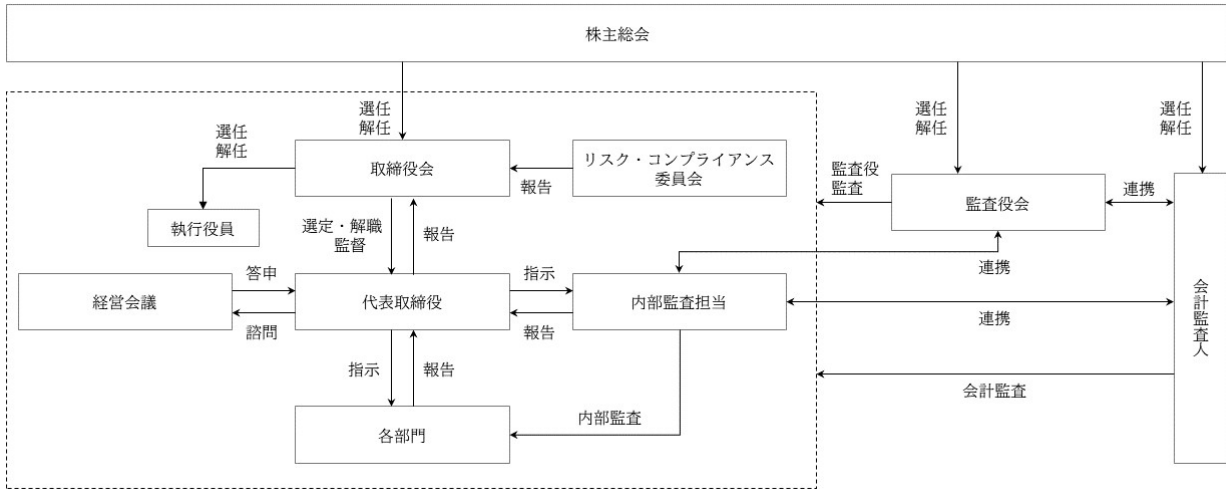 株主総会
選任
解任
選任
解任
選任
解任
選任
解任
取締役会
報告
リスク・コンプライアンス
委員会
監査役
監査
監査役会
連携
執行役員
選定・解職
監督
報告
連携
経営会議
答申
諮問
代表取締役
指示
報告
内部監査担当
連携
会計監査人
指示
報告
会計監査
各部門
内部監査